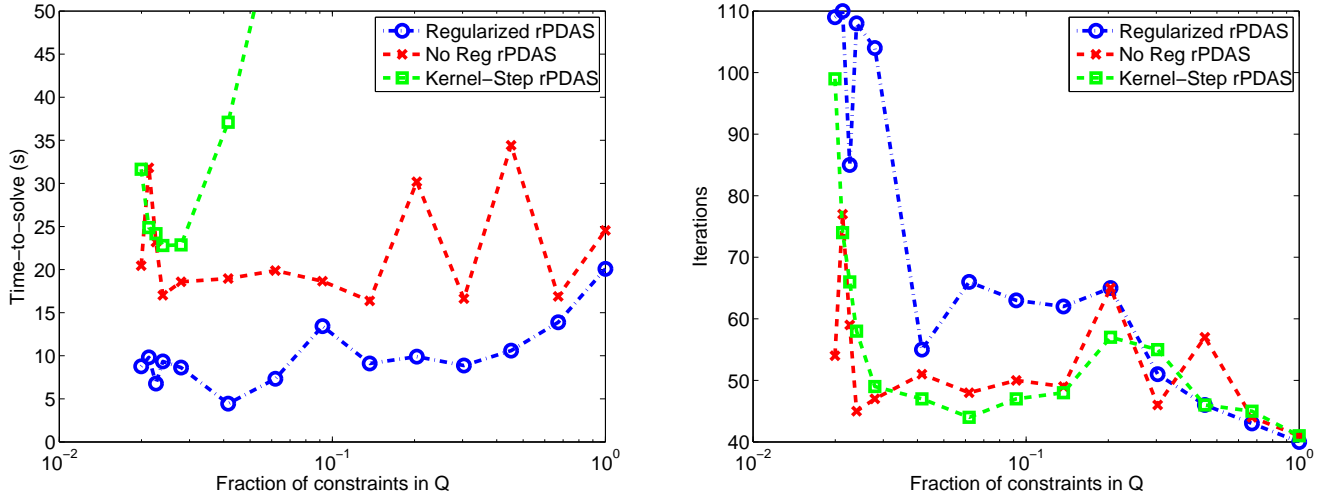 50
45
40
35
30
25
20
15
10
5
0
10^−2
10^−1
10^0
Fraction of constraints in Q
Time-to-solve (s)
Regularized rPDAS
No Reg rPDAS
Kernel-Step rPDAS
110
100
90
80
70
60
50
40
10^−2
10^−1
10^0
Fraction of constraints in Q
Iterations
Regularized rPDAS
No Reg rPDAS
Kernel-Step rPDAS